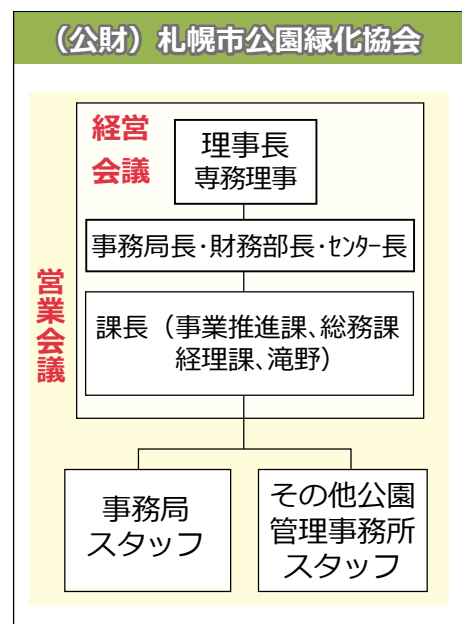 （公財）札幌市公園緑化協会
経営
会議
理事長
専務理事
事務局長・財務部長・ｾﾝﾀｰ長
営業会議
課長（事業推進課、総務課
経理課、滝野）
事務局
スタッフ
その他公園
管理事務所
スタッフ